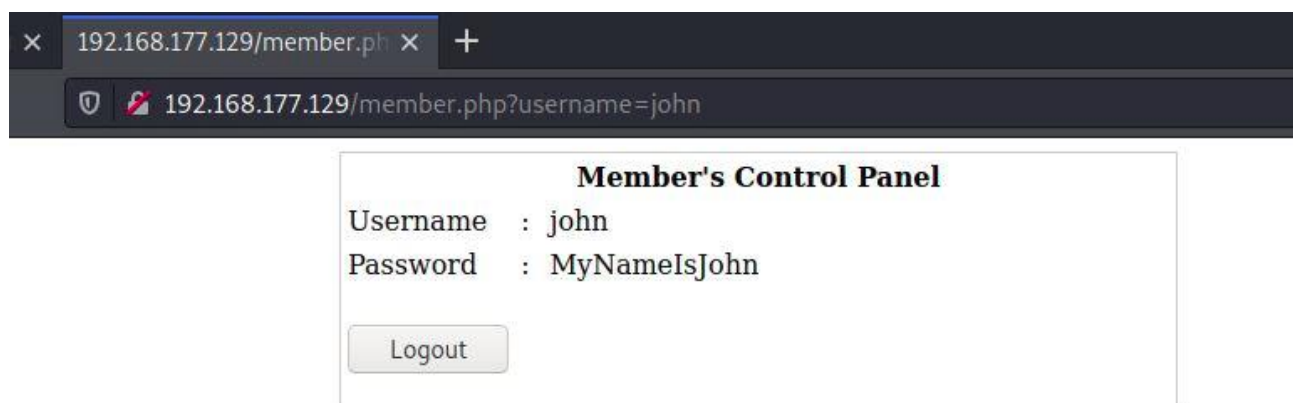 192.168.177.129/member.ph
192.168.177.129/member.php?username=john
Member's Control Panel
Username : john
Password : MyNameIsJohn
Logout